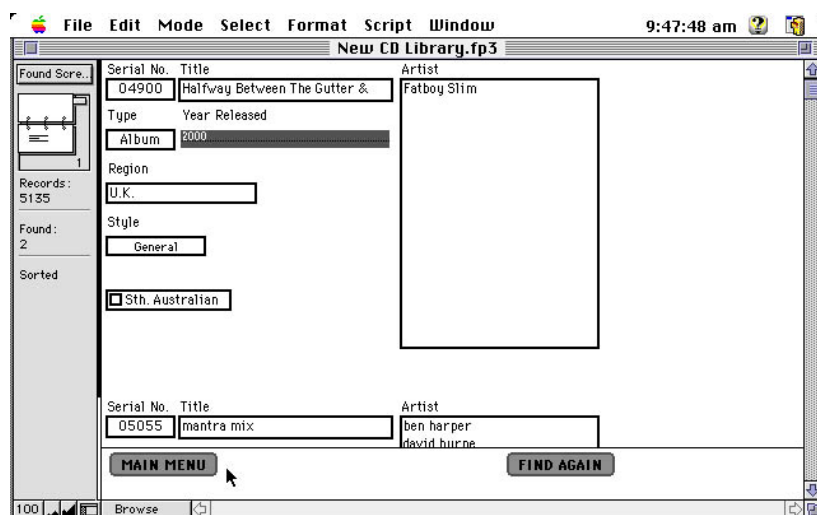 File Edit Mode Select Format Script Window 9:47:48 am
New CD Library.fp3
Found Scre..
1
Records:
5135
Found:
2
Sorted
Serial No. Title Artist
04900 Halfway Between The Gutter & Fatboy Slim
Type Year Released
Album 2000
Region
U.K.
Style
General
Sth. Australian
Serial No. Title Artist
05055 mantra mix ben harper
david burne
MAIN MENU FIND AGAIN
100 Browse